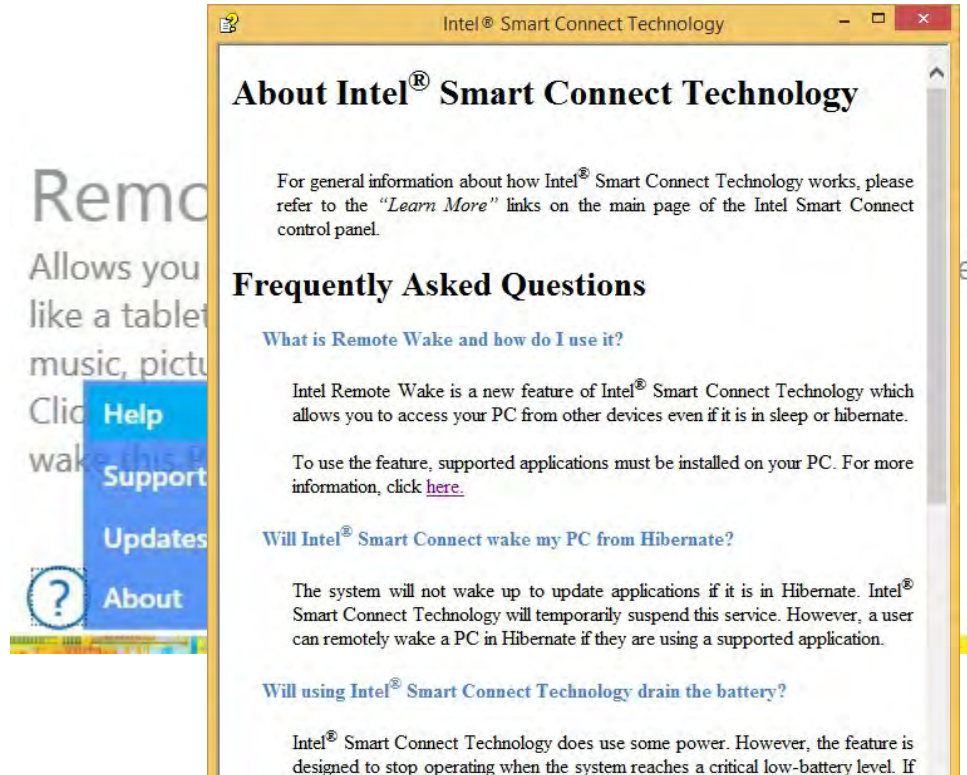 Intel® Smart Connect Technology
About Intel® Smart Connect Technology
For general information about how Intel® Smart Connect Technology works, please
refer to the “Learn More” links on the main page of the Intel Smart Connect
control panel.
Frequently Asked Questions
What is Remote Wake and how do I use it?
Intel Remote Wake is a new feature of Intel® Smart Connect Technology which
allows you to access your PC from other devices even if it is in sleep or hibernate.
To use the feature, supported applications must be installed on your PC. For more
information, click here.
Will Intel® Smart Connect wake my PC from Hibernate?
The system will not wake up to update applications if it is in Hibernate. Intel®
Smart Connect Technology will temporarily suspend this service. However, a user
can remotely wake a PC in Hibernate if they are using a supported application.
Will using Intel® Smart Connect Technology drain the battery?
Intel® Smart Connect Technology does use some power. However, the feature is
designed to stop operating when the system reaches a critical low-battery level. If
Allows you
like a tablet
Help
Support
Updates
? About